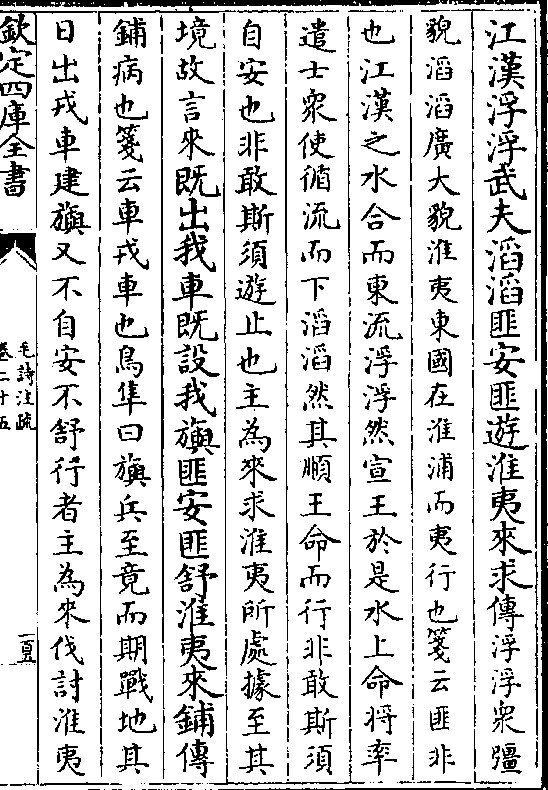 江漢浮浮武夫滔滔匪安匪遊淮夷來求傳浮浮衆彊
貌滔滔廣大貌淮夷東國在淮浦而夷行也箋云匪非
也江漢之水合而東流浮浮然宣王於是水上命將率
遣士衆使循流而下滔滔然其順王命而行非敢斯須
自安也非敢斯須遊止也主為來求淮夷所處據至其
境故言來既出我車既設我旟匪安匪舒淮夷來鋪傳
鋪病也箋云車戎車也鳥隼曰旟兵至竟而期戰地其
日出戎車建旟又不自安不舒行者主為來伐討淮夷
欽定四庫全書
毛詩注疏
卷二十五
一百五